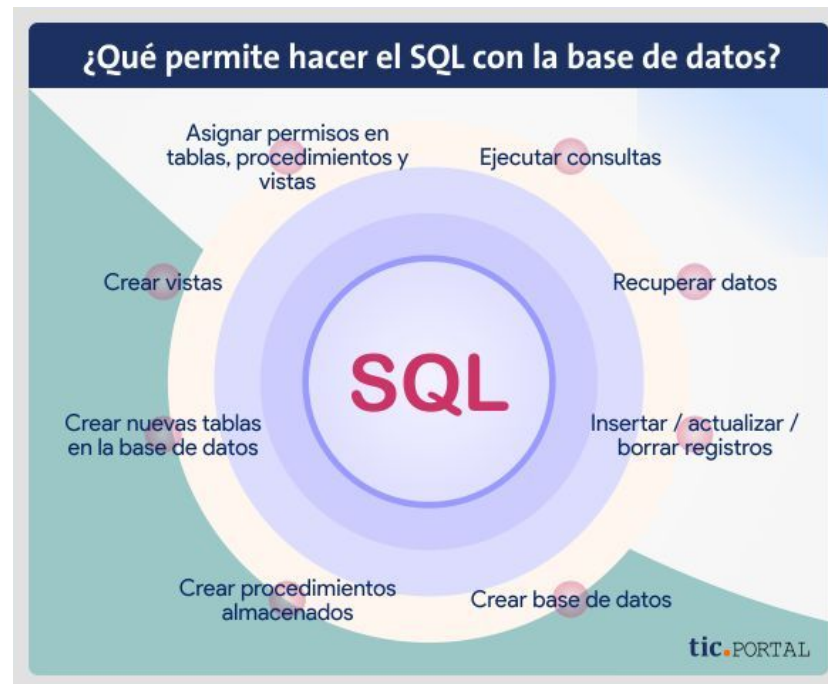 ¿Qué permite hacer el SQL con la base de datos?
Asignar permisos en
tablas, procedimientos y
vistas
Ejecutar consultas
Crear vistas
Recuperar datos
SQL
Crear nuevas tablas
en la base de datos
Insertar / actualizar /
borrar registros
Crear procedimientos
almacenados
Crear base de datos
tic.PORTAL